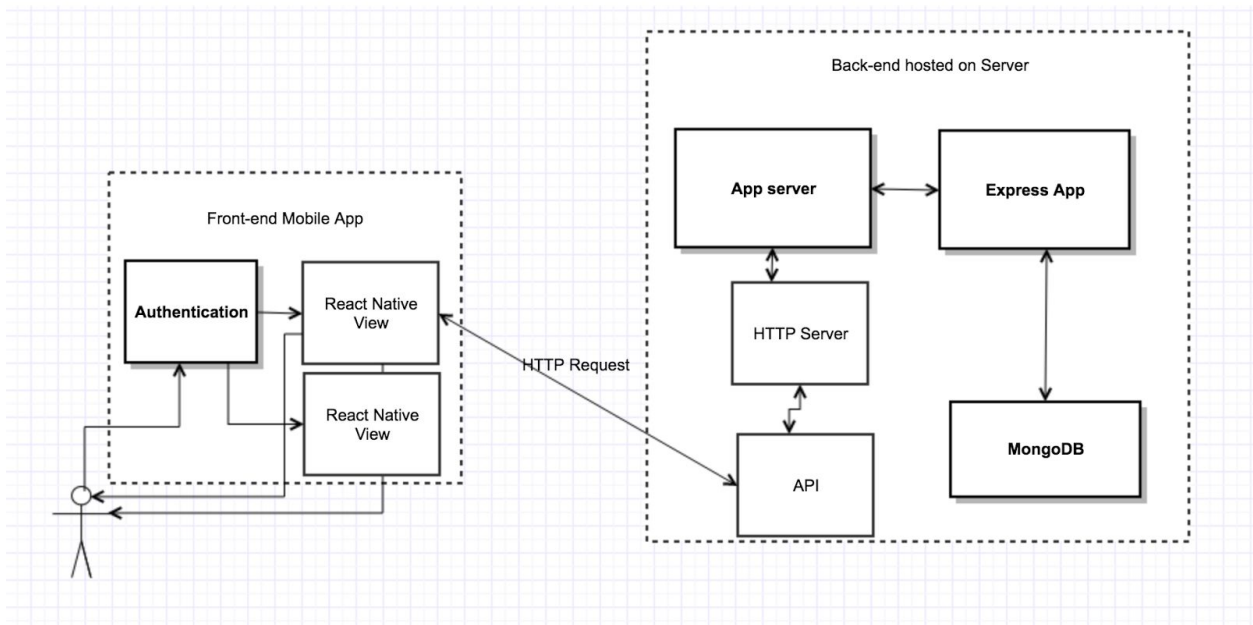 Back-end hosted on Server
App server
Express App
Front-end Mobile App
Authentication
React Native
View
HTTP Server
HTTP Request
React Native
View
MongoDB
API